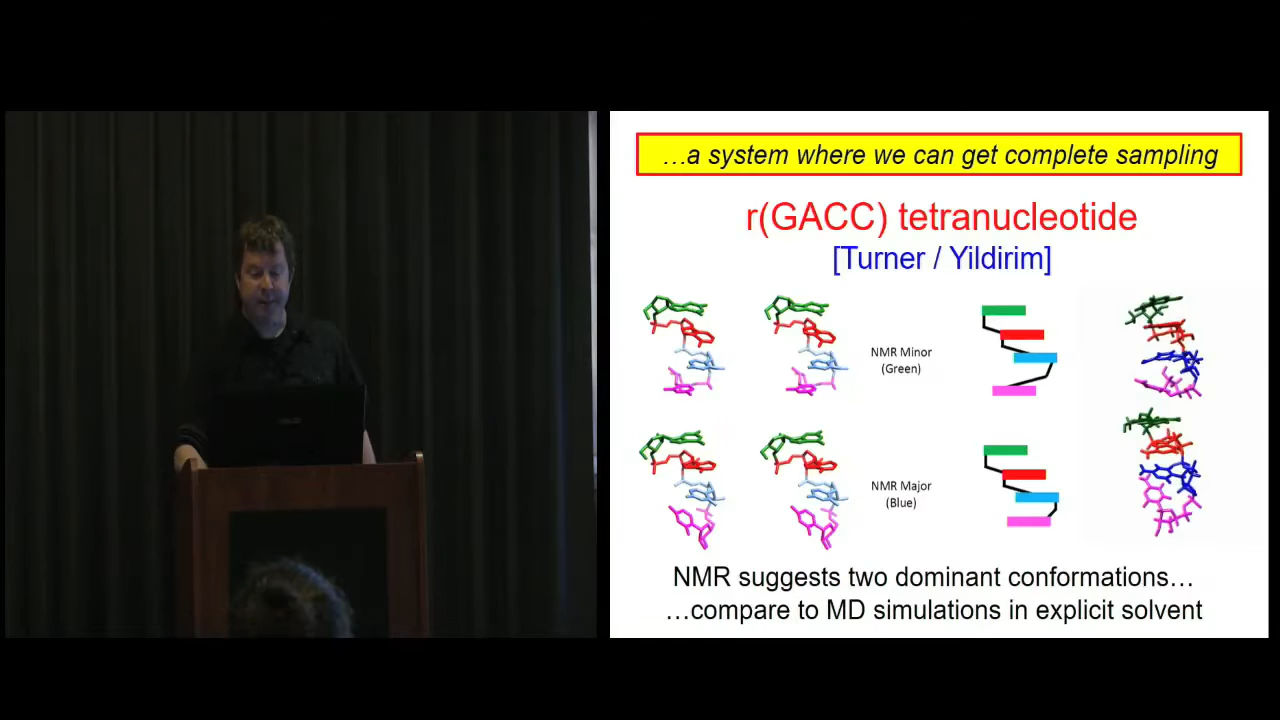 …a system where we can get complete sampling
r(GACC) tetranucleotide
[Turner / Yildirim]
NMR Minor
(Green)
NMR Major
(Blue)
NMR suggests two dominant conformations…
…compare to MD simulations in explicit solvent